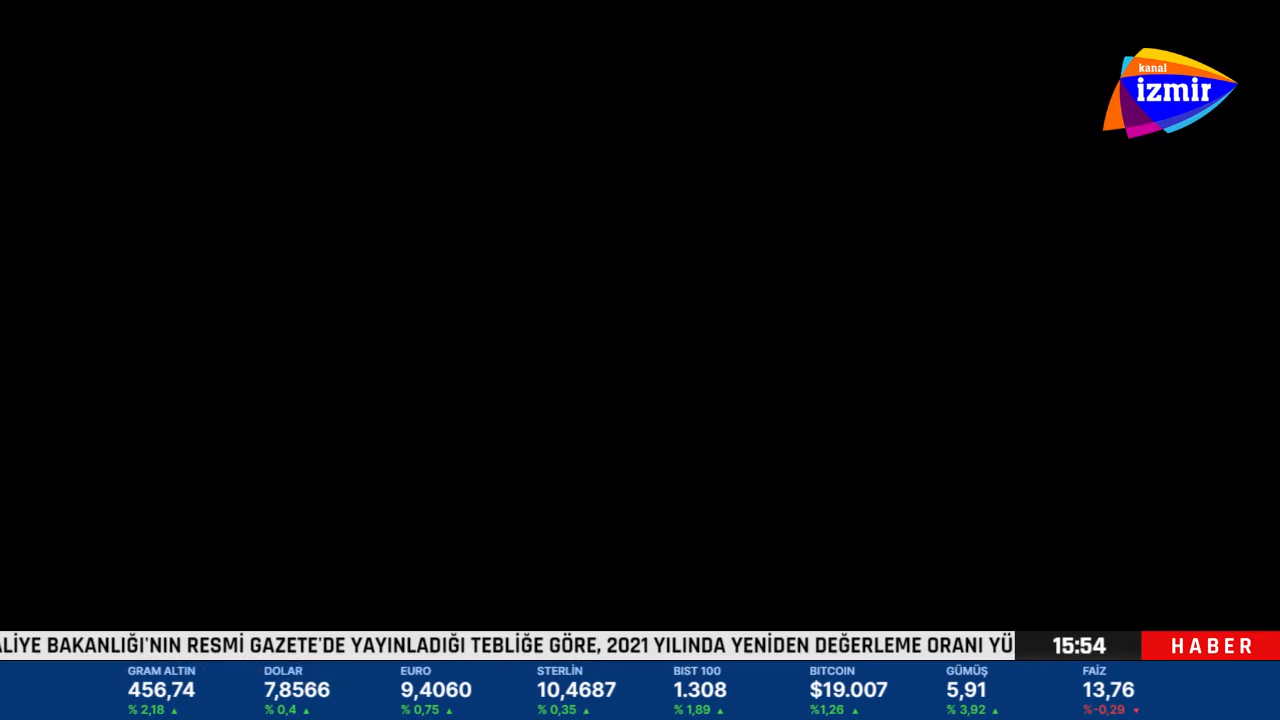 kanal
izmir
ALİYE BAKANLIĞI'NIN RESMİ GAZETE'DE YAYINLADIĞI TEBLİĞE GÖRE, 2021 YILINDA YENİDEN DEĞERLEME ORANI YÜ
15:54
HABER
GRAM ALTIN DOLAR EURO STERLİN BIST 100 BITCOIN GÜMÜŞ FAİZ
456,74 7,8566 9,4060 10,4687 1.308 $19.007 5,91 13,76
% 2,18 ▲ % 0,4 ▲ % 0,75 ▲ % 0,35 ▲ % 1,89 ▲ %1,26 ▲ % 3,92 ▲ %-0,29 ▼